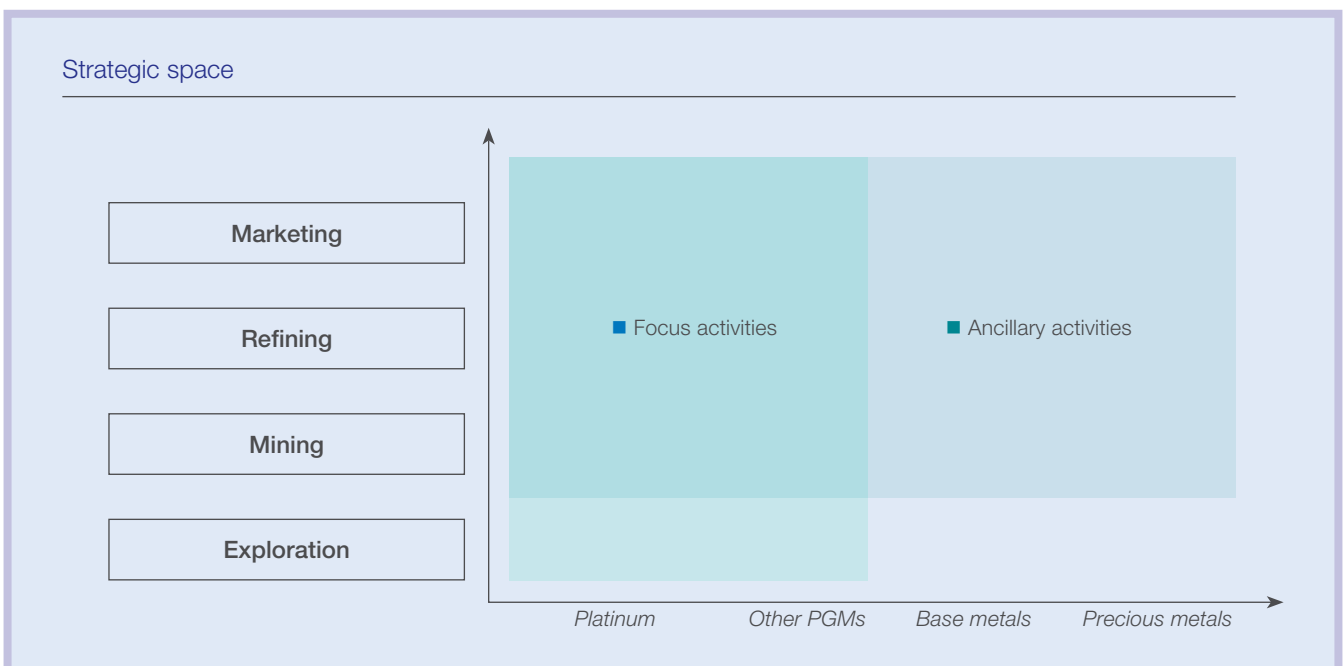 Strategic space
Marketing
Refining
Mining
Exploration
Focus activities
Ancillary activities
Platinum
Other PGMs
Base metals
Precious metals